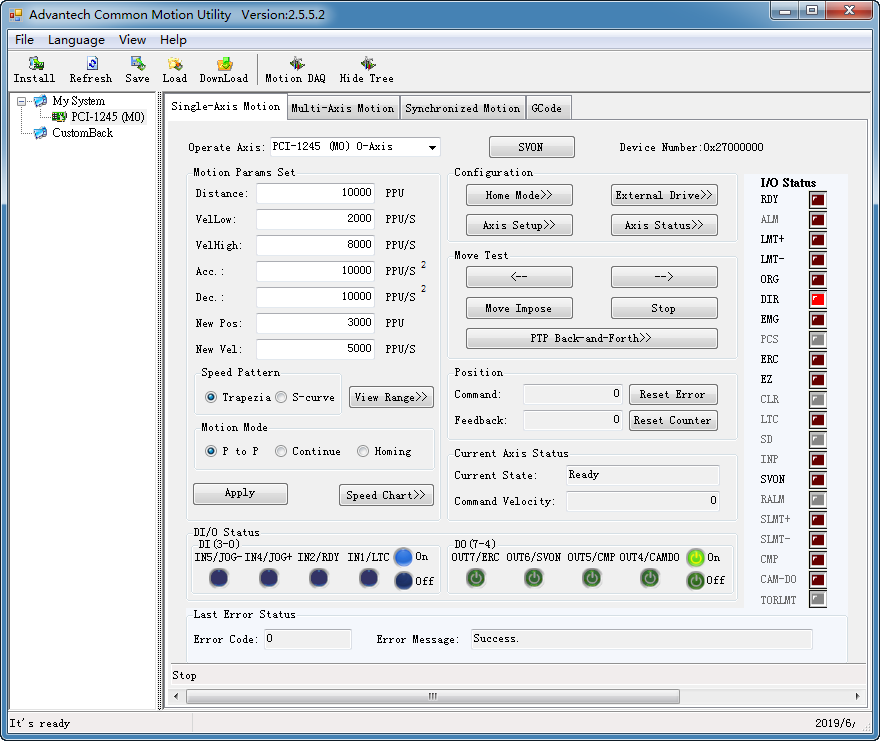 Advantech Common Motion Utility Version:2.5.5.2
File Language View Help
Install Refresh Save Load DownLoad Motion DAQ Hide Tree
My System
PCI-1245 (M0)
CustomBack
Single-Axis Motion Multi-Axis Motion Synchronized Motion GCode
Operate Axis: PCI-1245 (M0) 0-Axis SVON Device Number:0x27000000
Motion Params Set
Distance: 10000 PPU
VelLow: 2000 PPU/S
VelHigh: 8000 PPU/S
Acc.: 10000 PPU/S 2
Dec.: 10000 PPU/S 2
New Pos: 3000 PPU
New Vel: 5000 PPU/S
Speed Pattern
Trapezia S-curve View Range>>
Motion Mode
P to P Continue Homing
Apply Speed Chart>>
Configuration
Home Mode>> External Drive>>
Axis Setup>> Axis Status>>
Move Test
<-- -->
Move Impose Stop
PTP Back-and-Forth>>
Position
Command: 0 Reset Error
Feedback: 0 Reset Counter
Current Axis Status
Current State: Ready
Command Velocity: 0
I/O Status
RDY
ALM
LMT+
LMT-
ORG
DIR
EMG
PCS
ERC
EZ
CLR
LTC
SD
INP
SVON
RALM
SLMT+
SLMT-
CMP
CAM-DO
TORLMT
DI/O Status
DI(3-0)
IN5/JOG- IN4/JOG+ IN2/RDY IN1/LTC On
Off
DO(7-4)
OUT7/ERC OUT6/SVON OUT5/CMP OUT4/CAMDO On
Off
Last Error Status
Error Code: 0 Error Message: Success.
Stop
It's ready 2019/6/